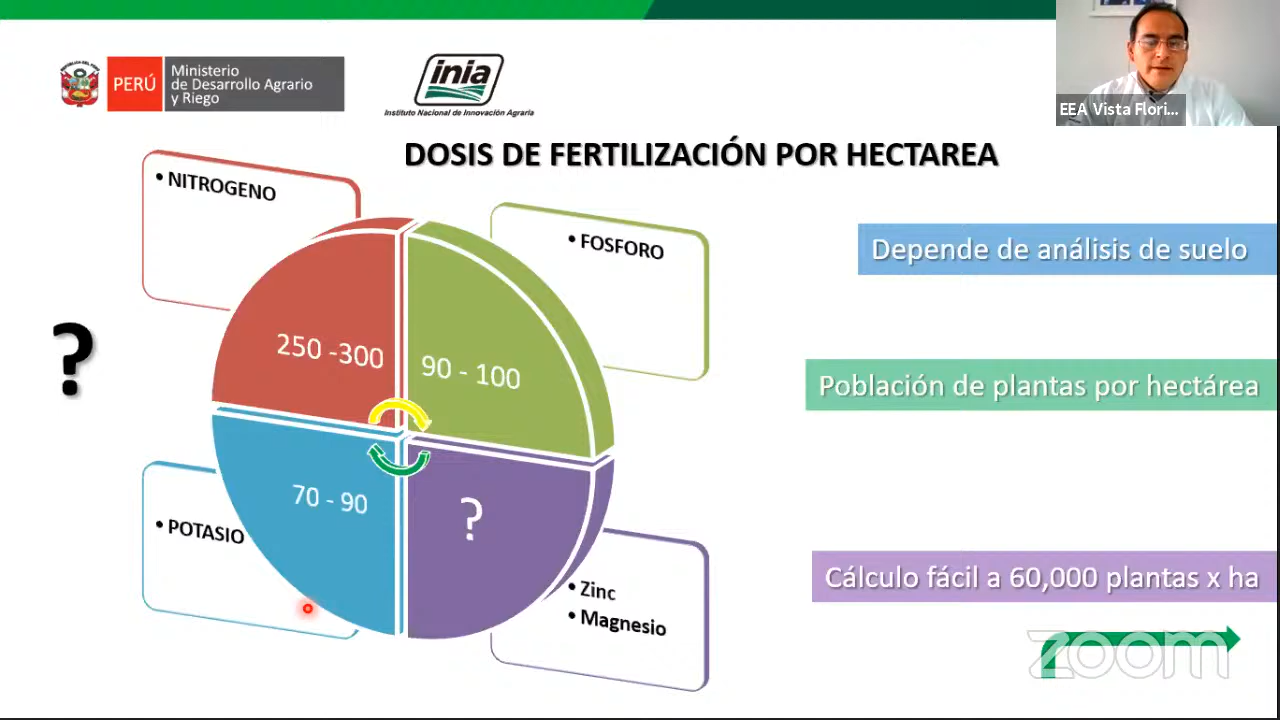 PERÚ
Ministerio
de Desarrollo Agrario
y Riego
inia
Instituto Nacional de Innovación Agraria
EEA Vista Flori...
DOSIS DE FERTILIZACIÓN POR HECTAREA
• NITROGENO
• FOSFORO
250 -300
90 - 100
?
70 - 90
?
• POTASIO
• Zinc
• Magnesio
Depende de análisis de suelo
Población de plantas por hectárea
Cálculo fácil a 60,000 plantas x ha
zoom